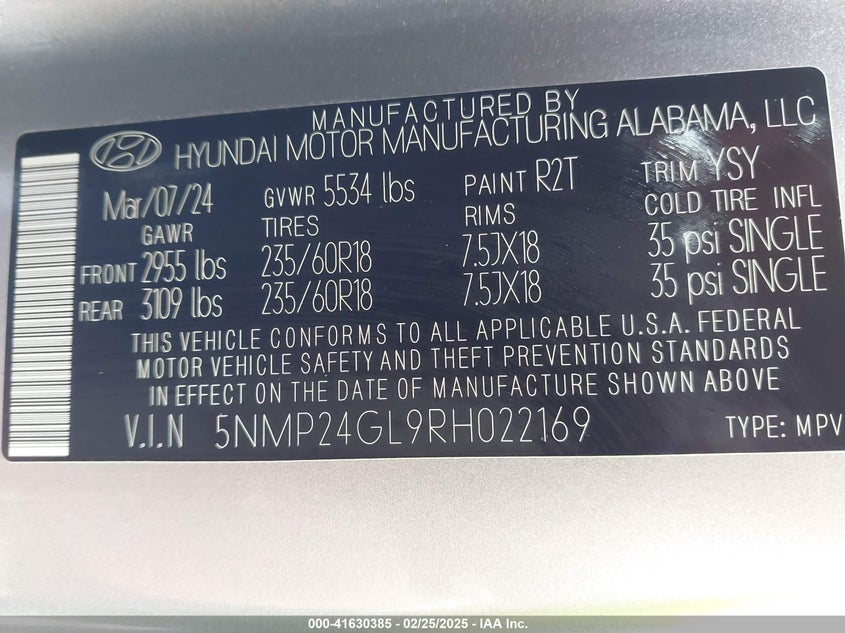 MANUFACTURED BY
HYUNDAI MOTOR MANUFACTURING ALABAMA, LLC
Mar/07/24 GVWR 5534 lbs PAINT R2T TRIM YSY
GAWR TIRES RIMS COLD TIRE INFL
FRONT 2955 lbs 235/60R18 7.5JX18 35 psi SINGLE
REAR 3109 lbs 235/60R18 7.5JX18 35 psi SINGLE
THIS VEHICLE CONFORMS TO ALL APPLICABLE U.S.A. FEDERAL
MOTOR VEHICLE SAFETY AND THEFT PREVENTION STANDARDS
IN EFFECT ON THE DATE OF MANUFACTURE SHOWN ABOVE
V.I.N 5NMP24GL9RH022169 TYPE: MPV
000-41630385 - 02/25/2025 - IAA Inc.